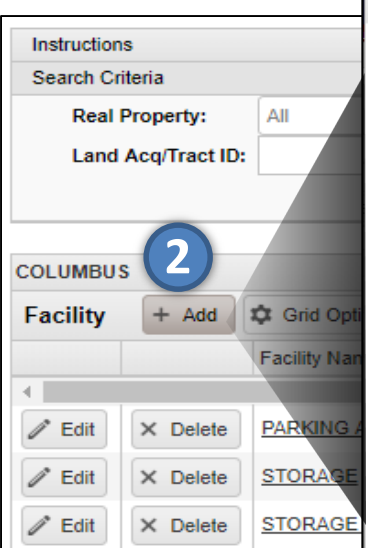 Instructions
Search Criteria
Real Property: All
Land Acq/Tract ID:
2
COLUMBUS
Facility + Add Grid Opti
Facility Nan
Edit × Delete PARKING A
Edit × Delete STORAGE
Edit × Delete STORAGE